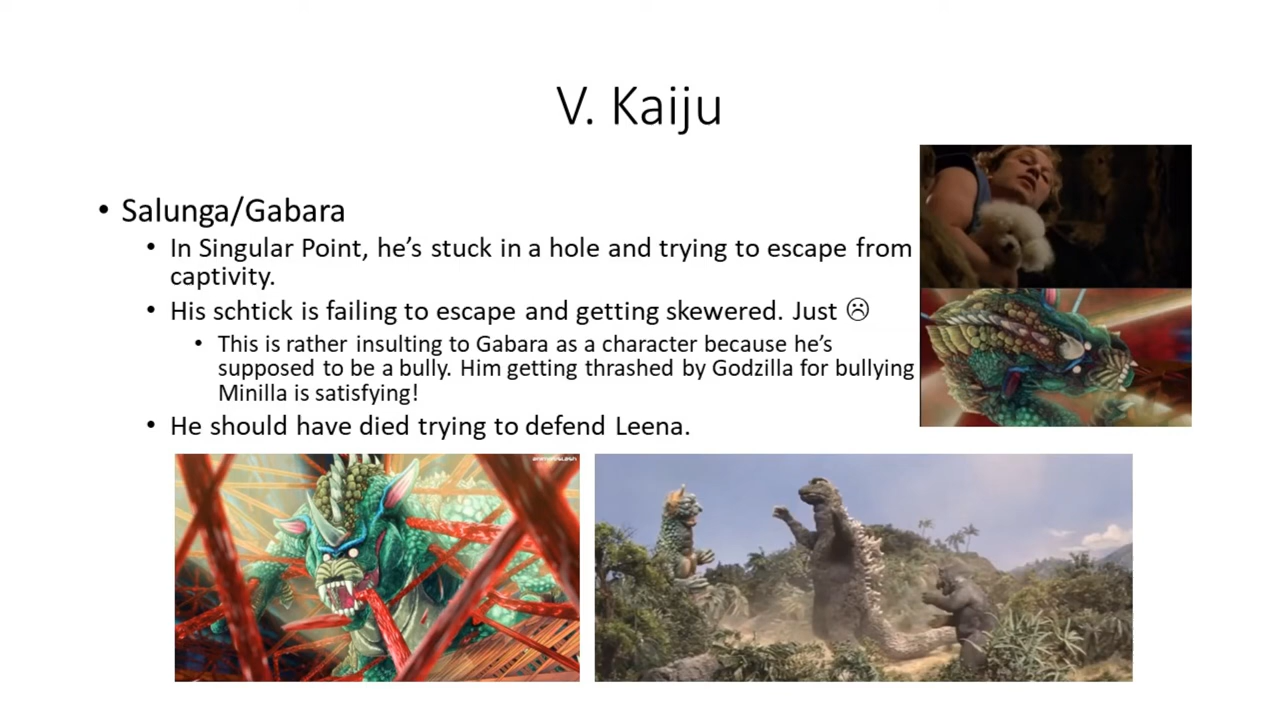 V. Kaiju
• Salunga/Gabara
• In Singular Point, he’s stuck in a hole and trying to escape from
captivity.
• His schtick is failing to escape and getting skewered. Just ☹
• This is rather insulting to Gabara as a character because he’s
supposed to be a bully. Him getting thrashed by Godzilla for bullying
Minilla is satisfying!
• He should have died trying to defend Leena.